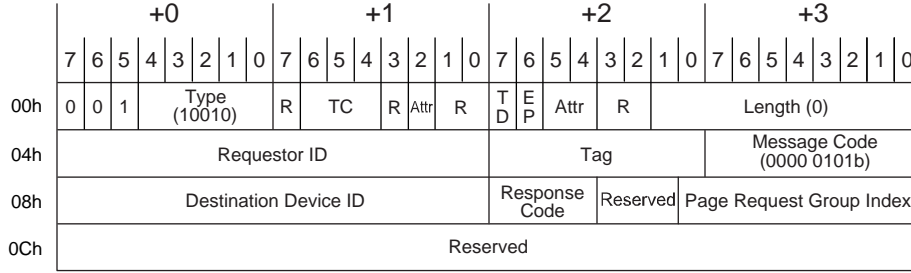 +0 +1 +2 +3
7 6 5 4 3 2 1 0 7 6 5 4 3 2 1 0 7 6 5 4 3 2 1 0 7 6 5 4 3 2 1 0
00h 0 0 1 Type (10010) R TC R Attr R TD EP Attr R Length (0)
04h Requestor ID Tag Message Code (0000 0101b)
08h Destination Device ID Response Code Reserved Page Request Group Index
0Ch Reserved